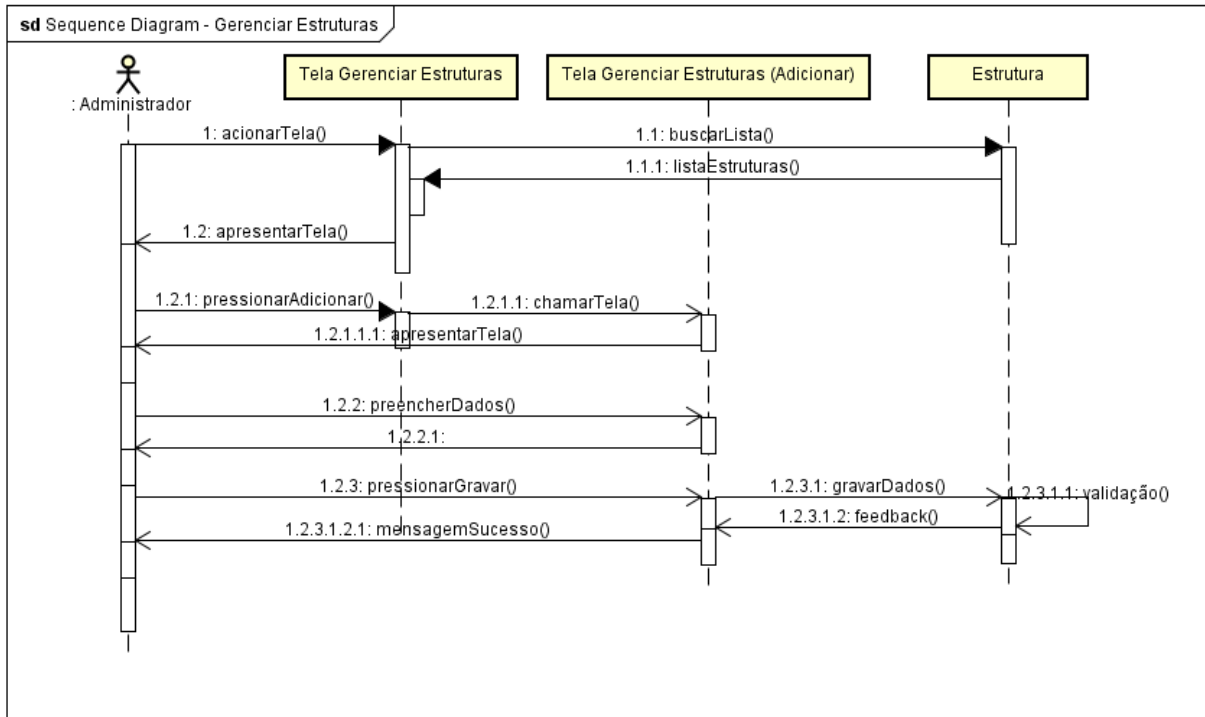 sd Sequence Diagram - Gerenciar Estruturas
: Administrador
Tela Gerenciar Estruturas
Tela Gerenciar Estruturas (Adicionar)
Estrutura
1: acionarTela()
1.1: buscarLista()
1.1.1: listaEstruturas()
1.2: apresentarTela()
1.2.1: pressionarAdicionar()
1.2.1.1: chamarTela()
1.2.1.1.1: apresentarTela()
1.2.2: preencherDados()
1.2.2.1:
1.2.3: pressionarGravar()
1.2.3.1: gravarDados()
1.2.3.1.1: validação()
1.2.3.1.2: feedback()
1.2.3.1.2.1: mensagemSucesso()